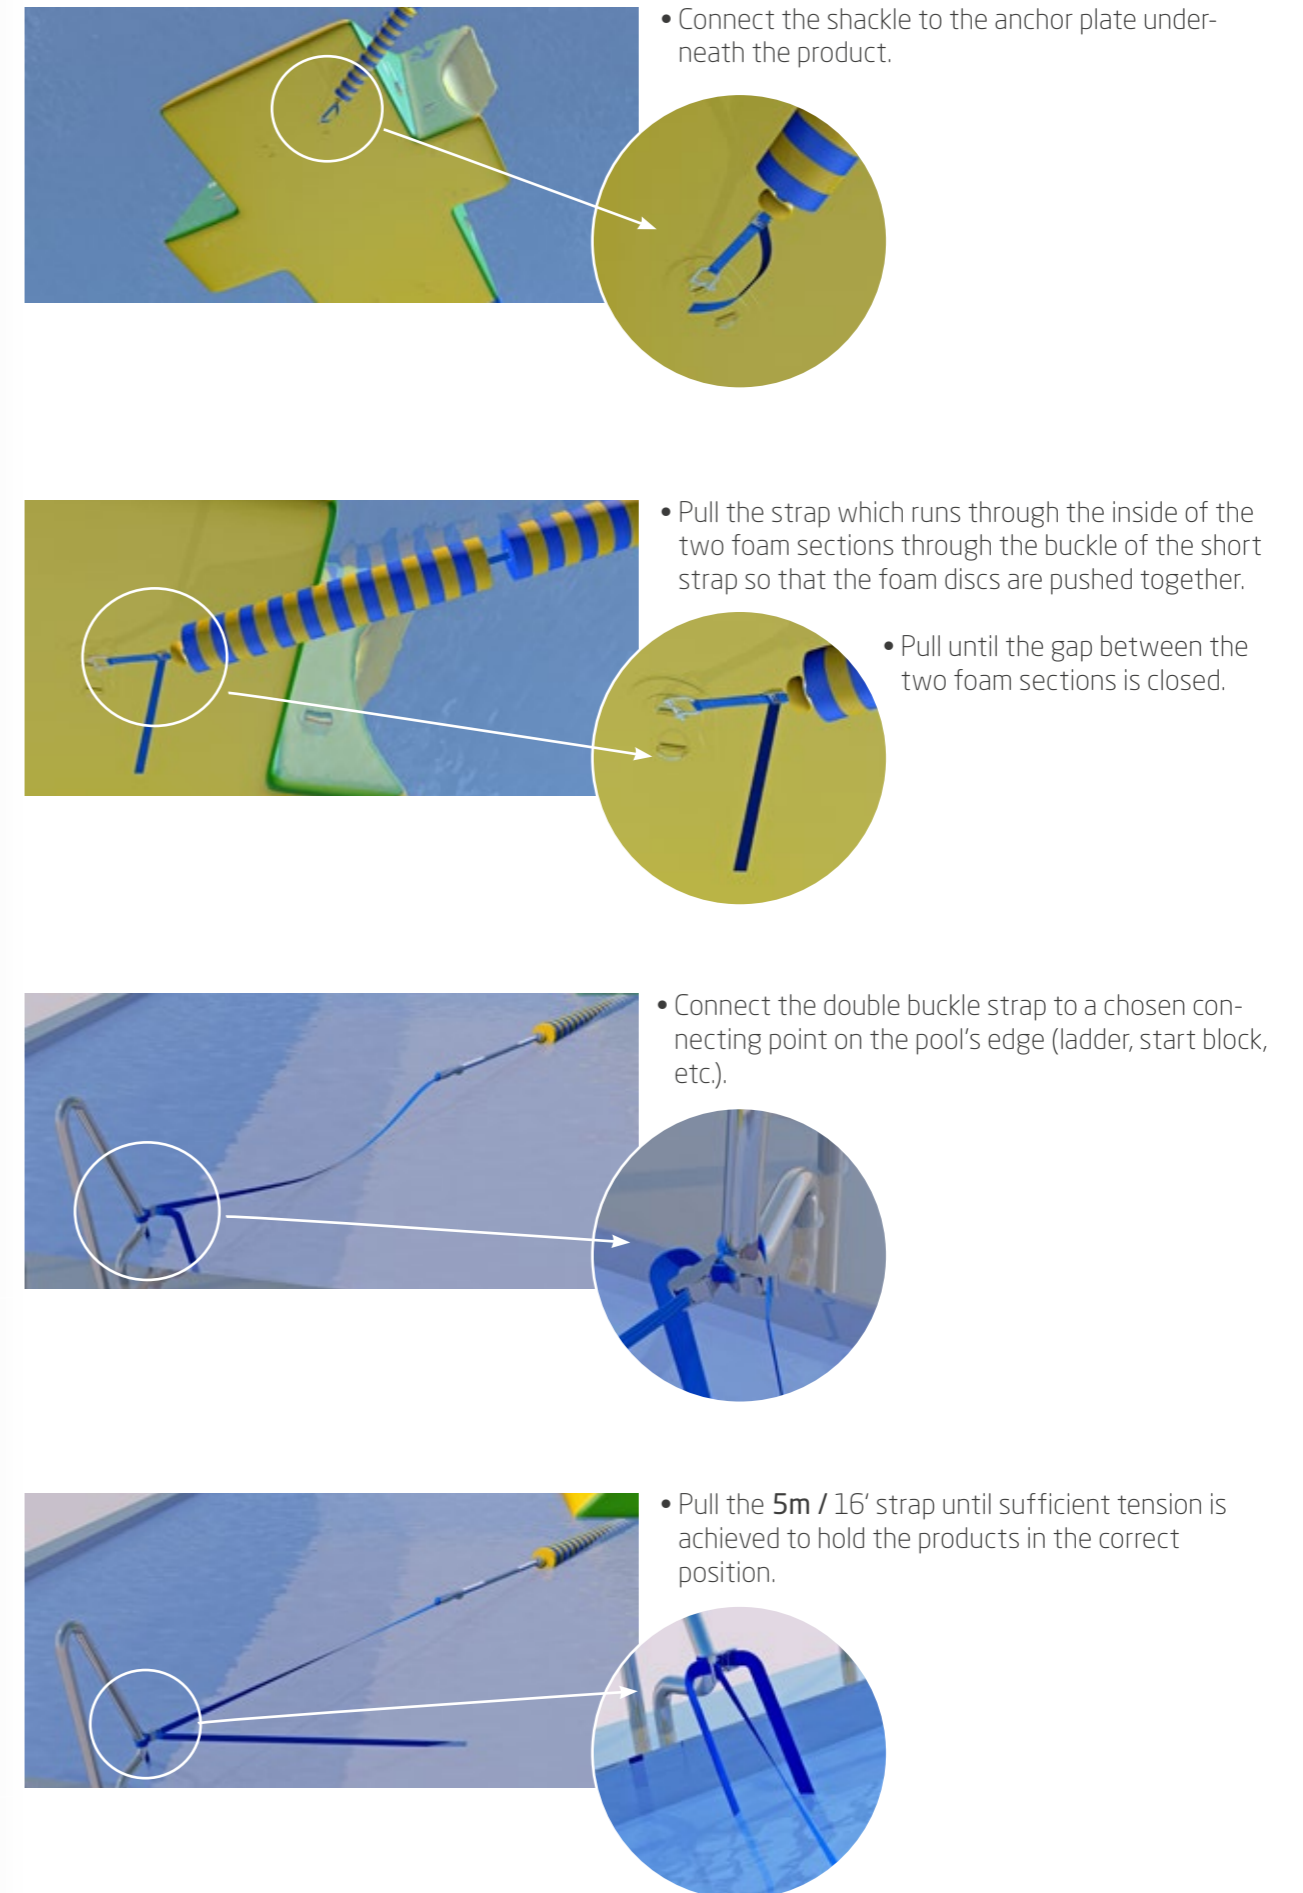 • Connect the shackle to the anchor plate under-
neath the product.
• Pull the strap which runs through the inside of the
two foam sections through the buckle of the short
strap so that the foam discs are pushed together.
• Pull until the gap between the
two foam sections is closed.
• Connect the double buckle strap to a chosen con-
necting point on the pool's edge (ladder, start block,
etc.).
• Pull the 5m / 16' strap until sufficient tension is
achieved to hold the products in the correct
position.